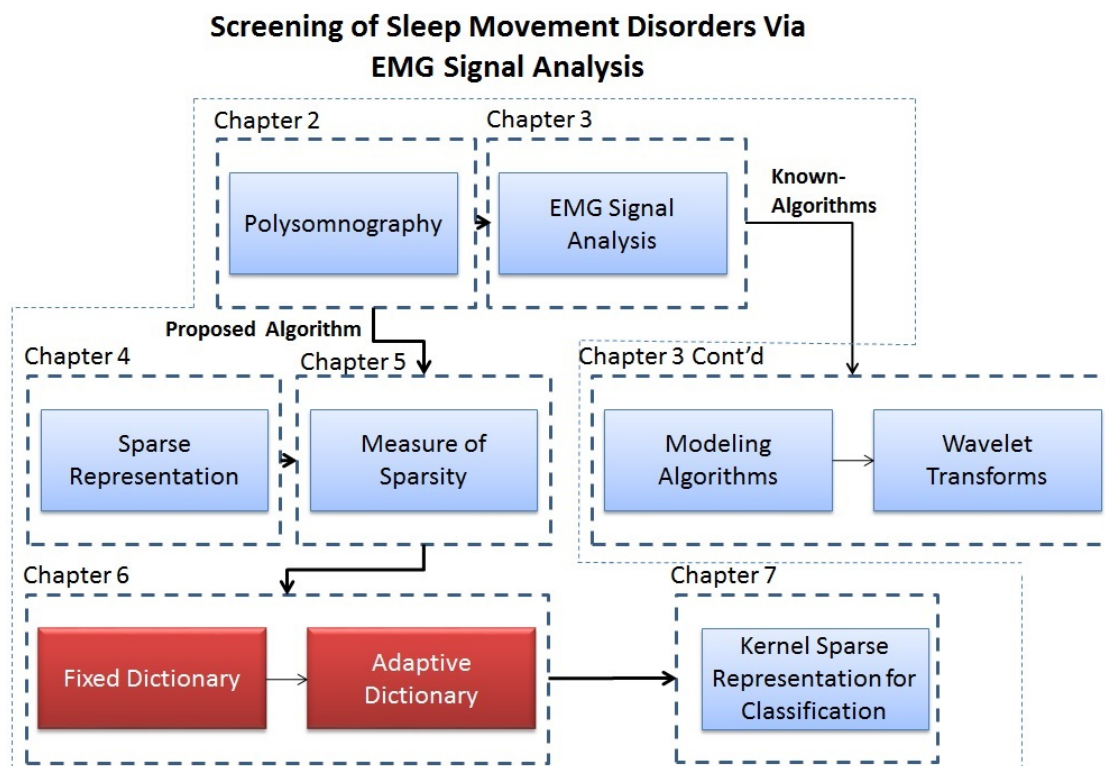 Screening of Sleep Movement Disorders Via
EMG Signal Analysis
Chapter 2
Chapter 3
Polysomnography
EMG Signal
Analysis
Known-
Algorithms
Proposed Algorithm
Chapter 4
Chapter 5
Chapter 3 Cont’d
Sparse
Representation
Measure of
Sparsity
Modeling
Algorithms
Wavelet
Transforms
Chapter 6
Chapter 7
Fixed Dictionary
Adaptive
Dictionary
Kernel Sparse
Representation for
Classification